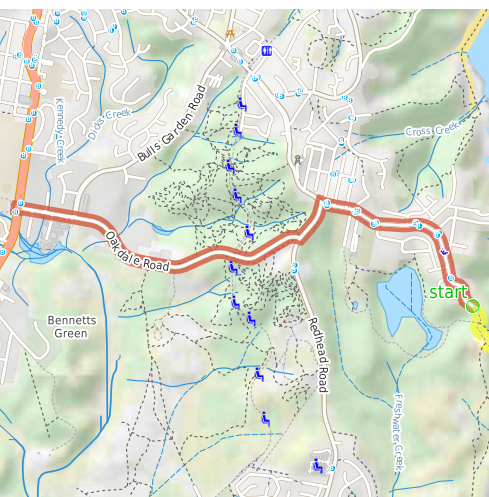 Kennedy Creek
Dicks Creek
Bulls Garden Road
Cross Creek
Oakdale Road
start
Bennetts
Green
Redhead Road
Freshwater Creek